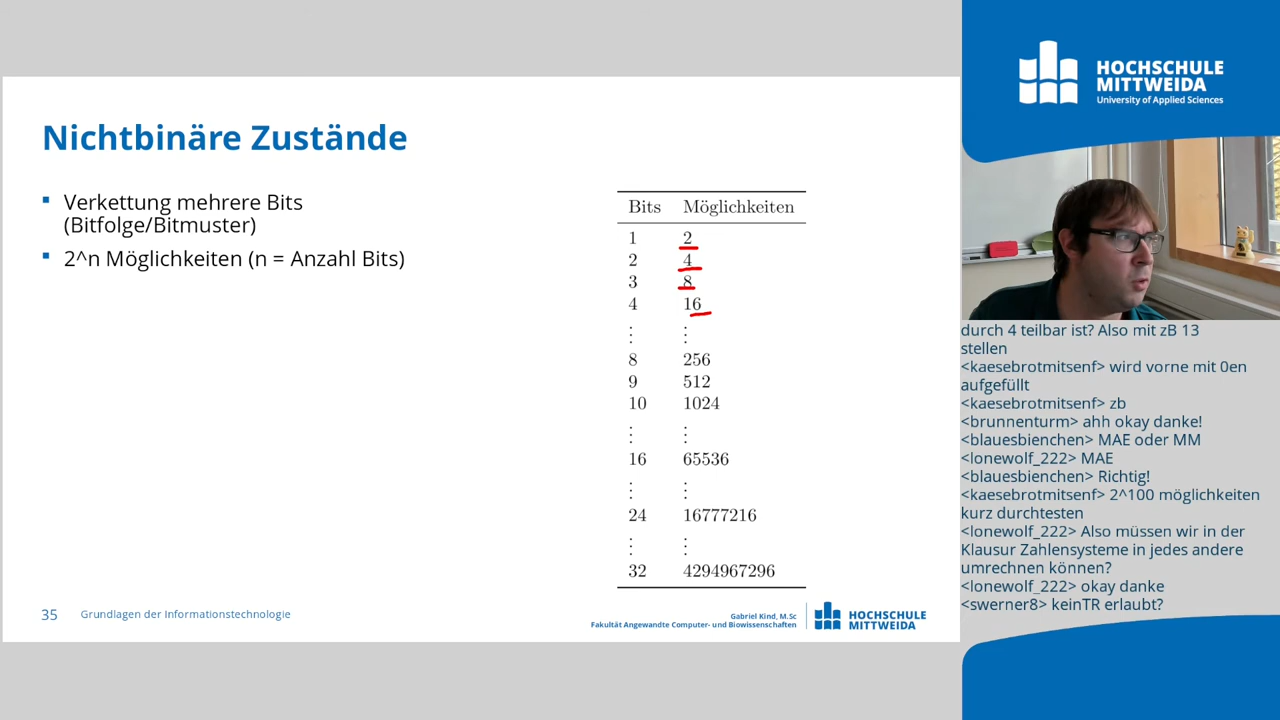 Nichtbinäre Zustände
Verkettung mehrere Bits
(Bitfolge/Bitmuster)
2^n Möglichkeiten (n = Anzahl Bits)
Bits Möglichkeiten
1 2
2 4
3 8
4 16
⋮ ⋮
8 256
9 512
10 1024
⋮ ⋮
16 65536
⋮ ⋮
24 16777216
⋮ ⋮
32 4294967296
35 Grundlagen der Informationstechnologie
Gabriel Kind, M.Sc
Fakultät Angewandte Computer- und Biowissenschaften
HOCHSCHULE
MITTWEIDA
HOCHSCHULE
MITTWEIDA
University of Applied Sciences
durch 4 teilbar ist? Also mit zB 13
stellen
<kaesebrotmitsenf> wird vorne mit 0en
aufgefüllt
<kaesebrotmitsenf> zb
<brunnenturm> ahh okay danke!
<blauesbienchen> MAE oder MM
<lonewolf_222> MAE
<blauesbienchen> Richtig!
<kaesebrotmitsenf> 2^100 möglichkeiten
kurz durchtesten
<lonewolf_222> Also müssen wir in der
Klausur Zahlensysteme in jedes andere
umrechnen können?
<lonewolf_222> okay danke
<swerner8> keinTR erlaubt?